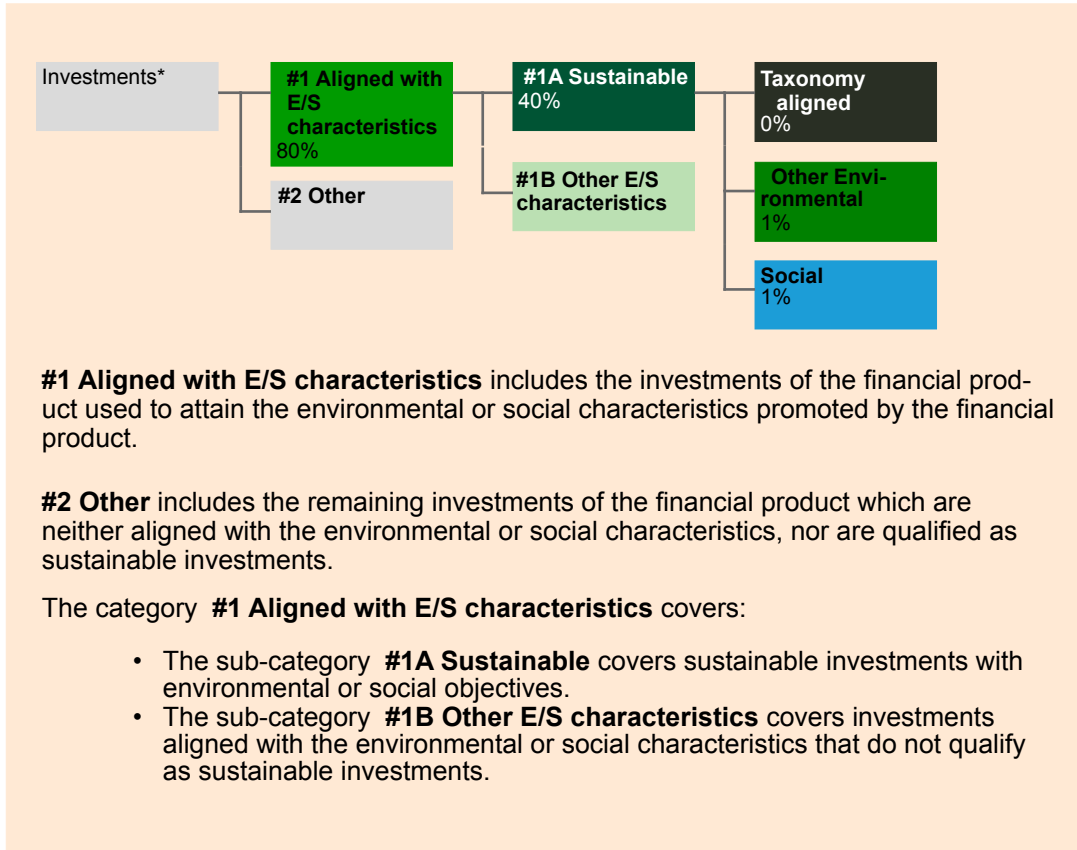 Investments*
#1 Aligned with
E/S
characteristics
80%
#2 Other
#1A Sustainable
40%
#1B Other E/S
characteristics
Taxonomy
aligned
0%
Other Envi-
ronmental
1%
Social
1%
#1 Aligned with E/S characteristics includes the investments of the financial prod-
uct used to attain the environmental or social characteristics promoted by the financial
product.
#2 Other includes the remaining investments of the financial product which are
neither aligned with the environmental or social characteristics, nor are qualified as
sustainable investments.
The category #1 Aligned with E/S characteristics covers:
• The sub-category #1A Sustainable covers sustainable investments with
environmental or social objectives.
• The sub-category #1B Other E/S characteristics covers investments
aligned with the environmental or social characteristics that do not qualify
as sustainable investments.